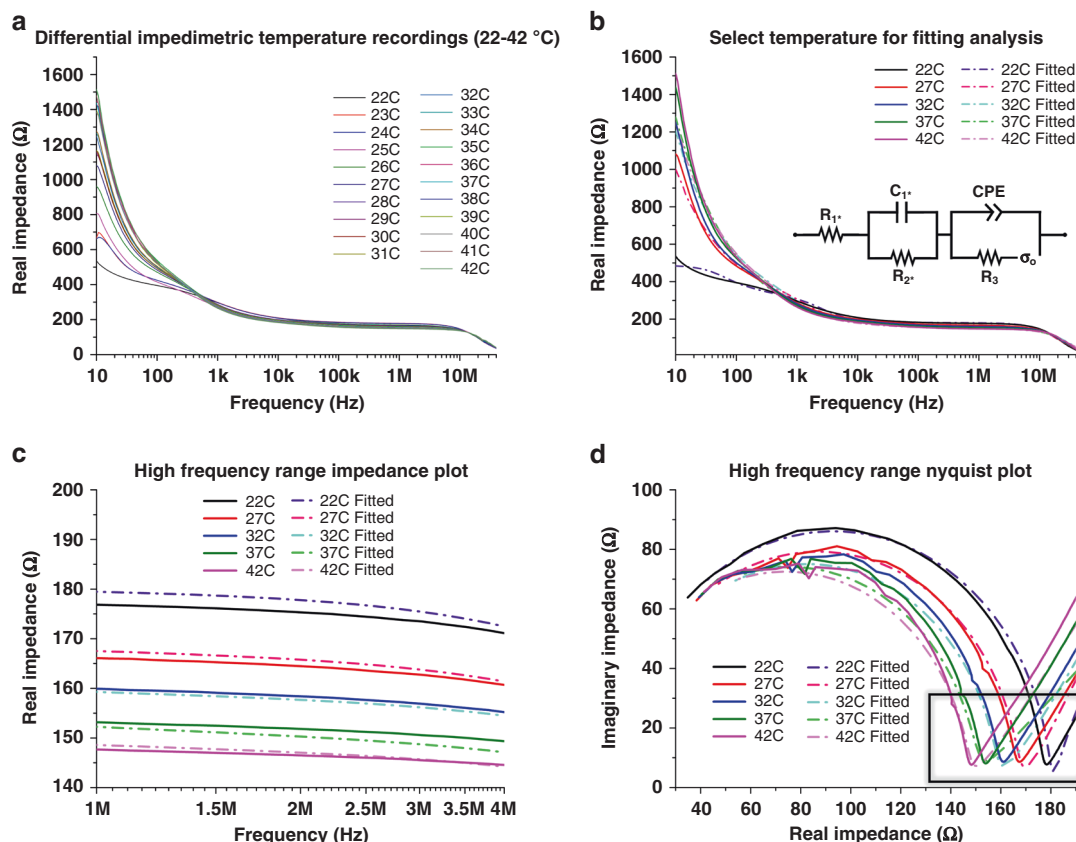 a
Differential impedimetric temperature recordings (22-42 °C)
Real impedance (Ω)
1600
1400
1200
1000
800
600
400
200
0
22C
23C
24C
25C
26C
27C
28C
29C
30C
31C
32C
33C
34C
35C
36C
37C
38C
39C
40C
41C
42C
10 100 1k 10k 100k 1M 10M
Frequency (Hz)
b
Select temperature for fitting analysis
Real impedance (Ω)
1600
1400
1200
1000
800
600
400
200
0
22C 22C Fitted
27C 27C Fitted
32C 32C Fitted
37C 37C Fitted
42C 42C Fitted
R1*
C1*
R2*
CPE
R3
σo
10 100 1k 10k 100k 1M 10M
Frequency (Hz)
c
High frequency range impedance plot
Real impedance (Ω)
200
190
180
170
160
150
140
22C 22C Fitted
27C 27C Fitted
32C 32C Fitted
37C 37C Fitted
42C 42C Fitted
1M 1.5M 2M 2.5M 3M 3.5M 4M
Frequency (Hz)
d
High frequency range nyquist plot
Imaginary impedance (Ω)
100
80
60
40
20
0
22C 22C Fitted
27C 27C Fitted
32C 32C Fitted
37C 37C Fitted
42C 42C Fitted
40 60 80 100 120 140 160 180
Real impedance (Ω)